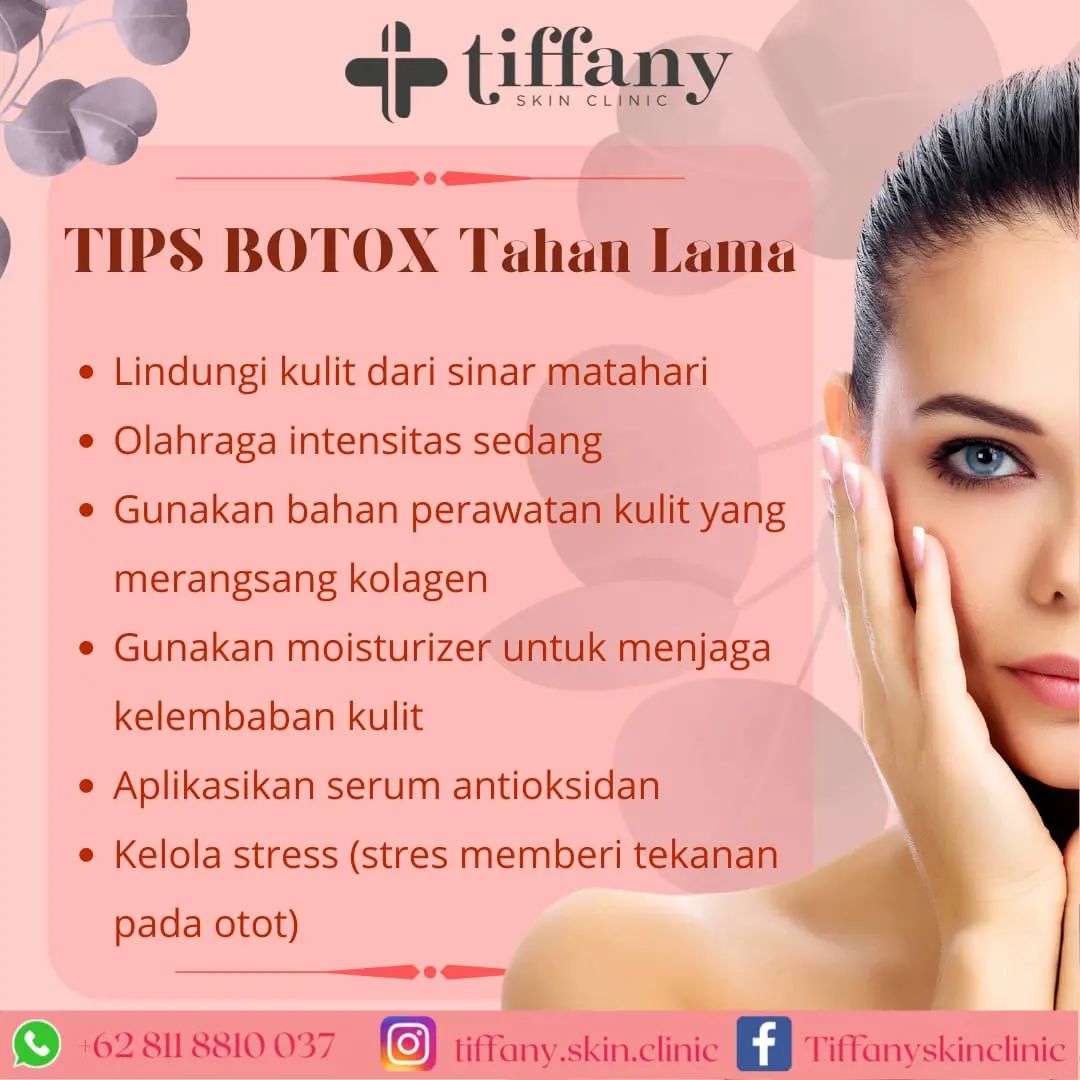 tiffany
SKIN CLINIC
TIPS BOTOX Tahan Lama
• Lindungi kulit dari sinar matahari
• Olahraga intensitas sedang
• Gunakan bahan perawatan kulit yang
merangsang kolagen
• Gunakan moisturizer untuk menjaga
kelembaban kulit
• Aplikasikan serum antioksidan
• Kelola stress (stres memberi tekanan
pada otot)
+62 811 8810 037
tiffany.skin.clinic
Tiffanyskinclinic